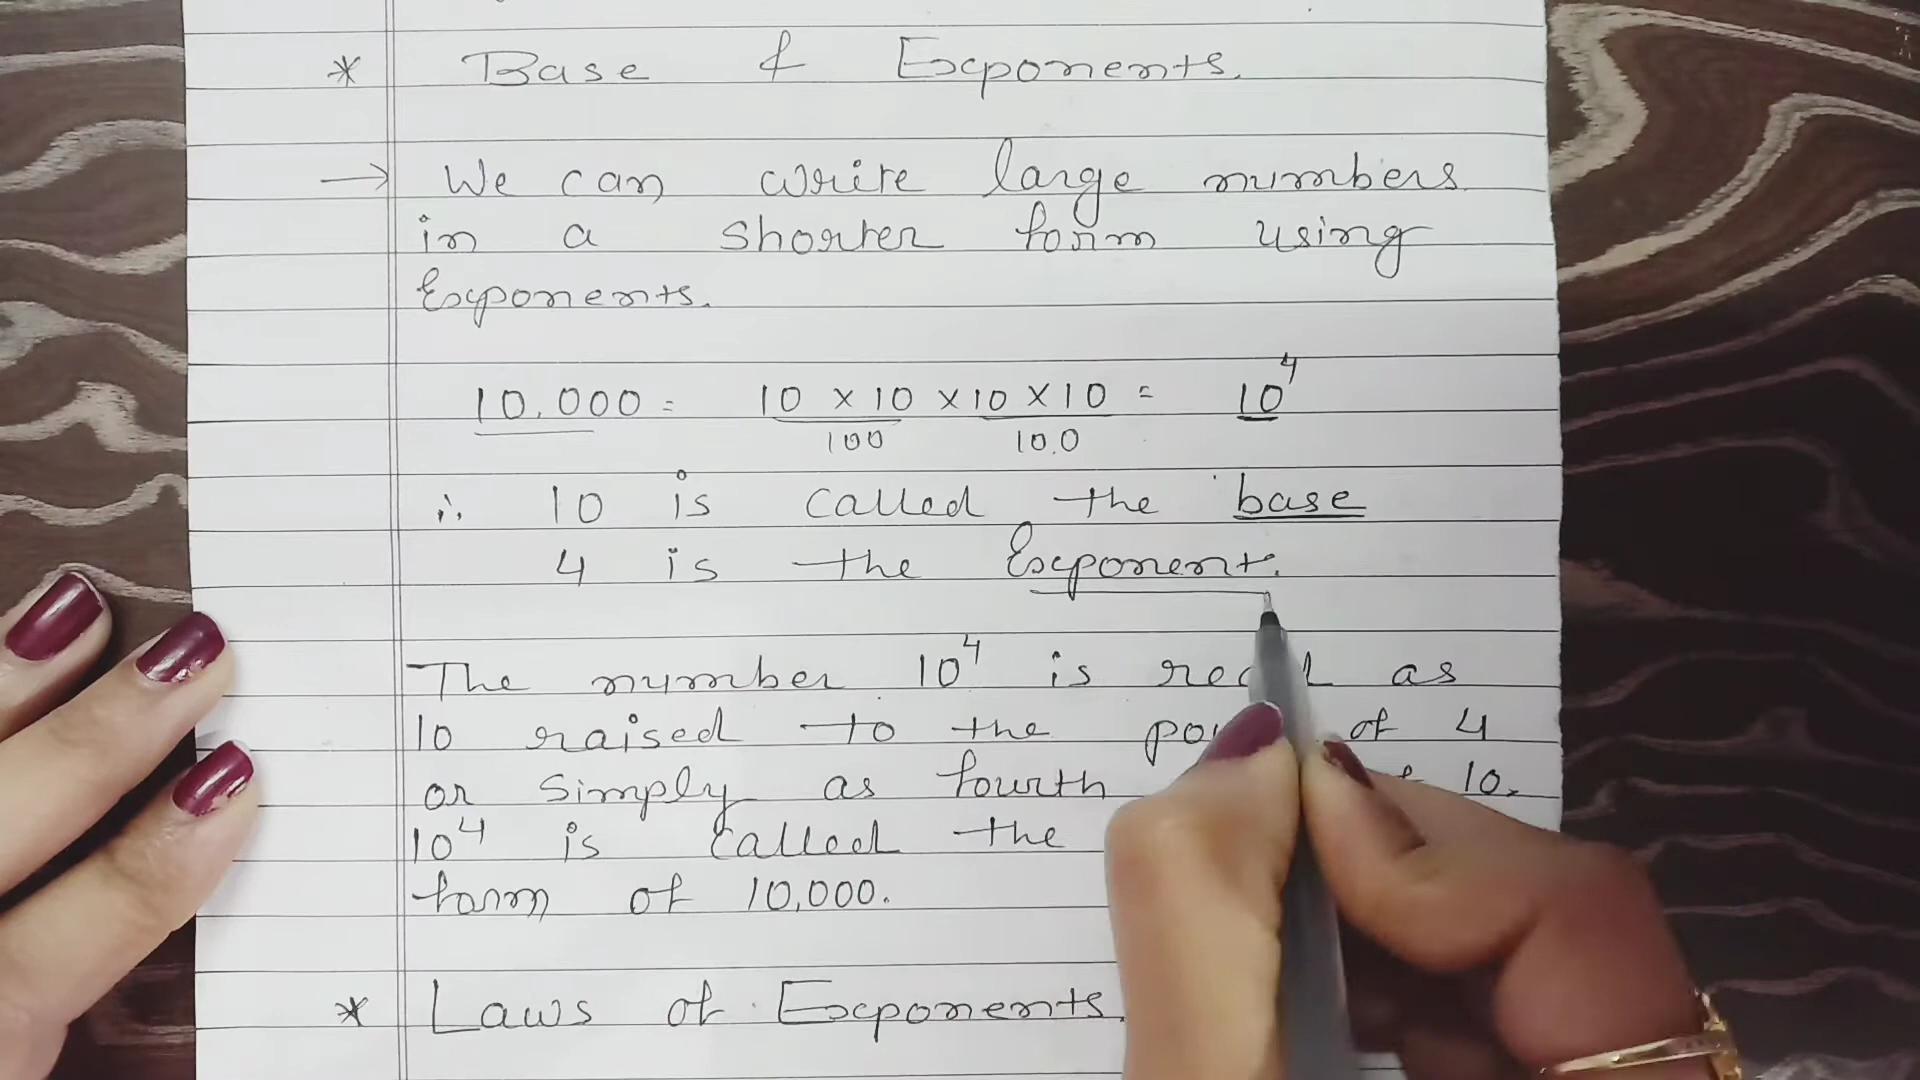 * Base & Exponents.
→ We can write large numbers
in a shorter form using
Exponents.
10,000 = 10 × 10 × 10 × 10 = 10⁴
100 10.0
∴ 10 is called the base
4 is the Exponent.
The number 10⁴ is read as
10 raised to the of 4
or simply as fourth 10.
10⁴ is called the
form of 10,000.
* Laws of Exponents.